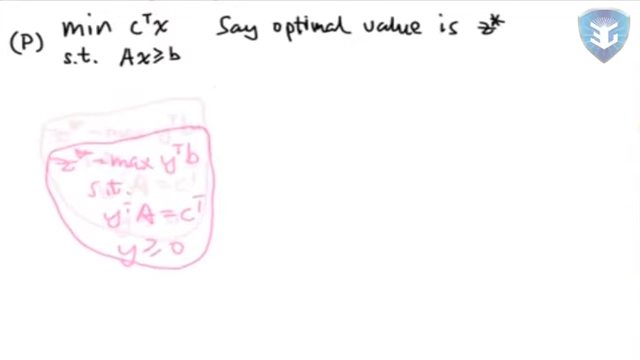 (P) min cᵀx Say optimal value is z*
s.t. Ax ≥ b
z* = max yᵀb
s.t.
yᵀA = cᵀ
y ≥ 0